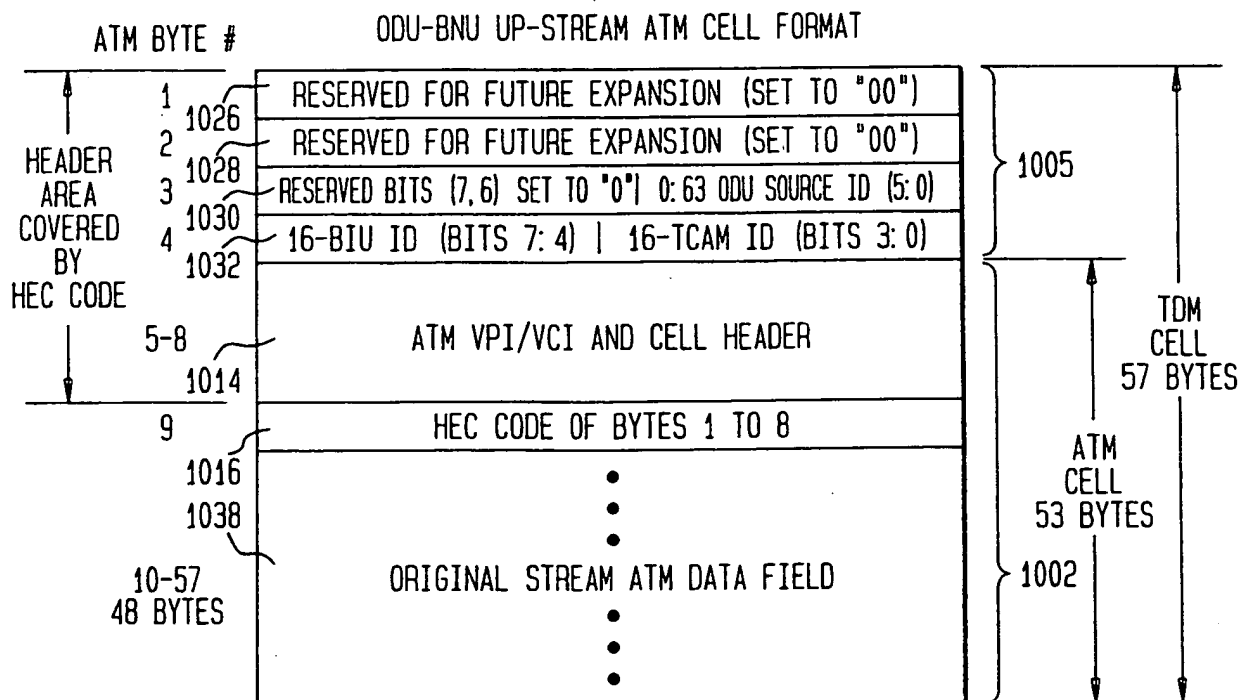 ODU-BNU UP-STREAM ATM CELL FORMAT
ATM BYTE #
1
1026
RESERVED FOR FUTURE EXPANSION (SET TO "00")
2
1028
RESERVED FOR FUTURE EXPANSION (SET TO "00")
3
1030
RESERVED BITS (7,6) SET TO "0"| 0:63 ODU SOURCE ID (5:0)
4
1032
16-BIU ID (BITS 7:4) | 16-TCAM ID (BITS 3:0)
1005
HEADER
AREA
COVERED
BY
HEC CODE
5-8
1014
ATM VPI/VCI AND CELL HEADER
TDM
CELL
57 BYTES
9
1016
HEC CODE OF BYTES 1 TO 8
ATM
CELL
53 BYTES
1038
10-57
48 BYTES
ORIGINAL STREAM ATM DATA FIELD
1002